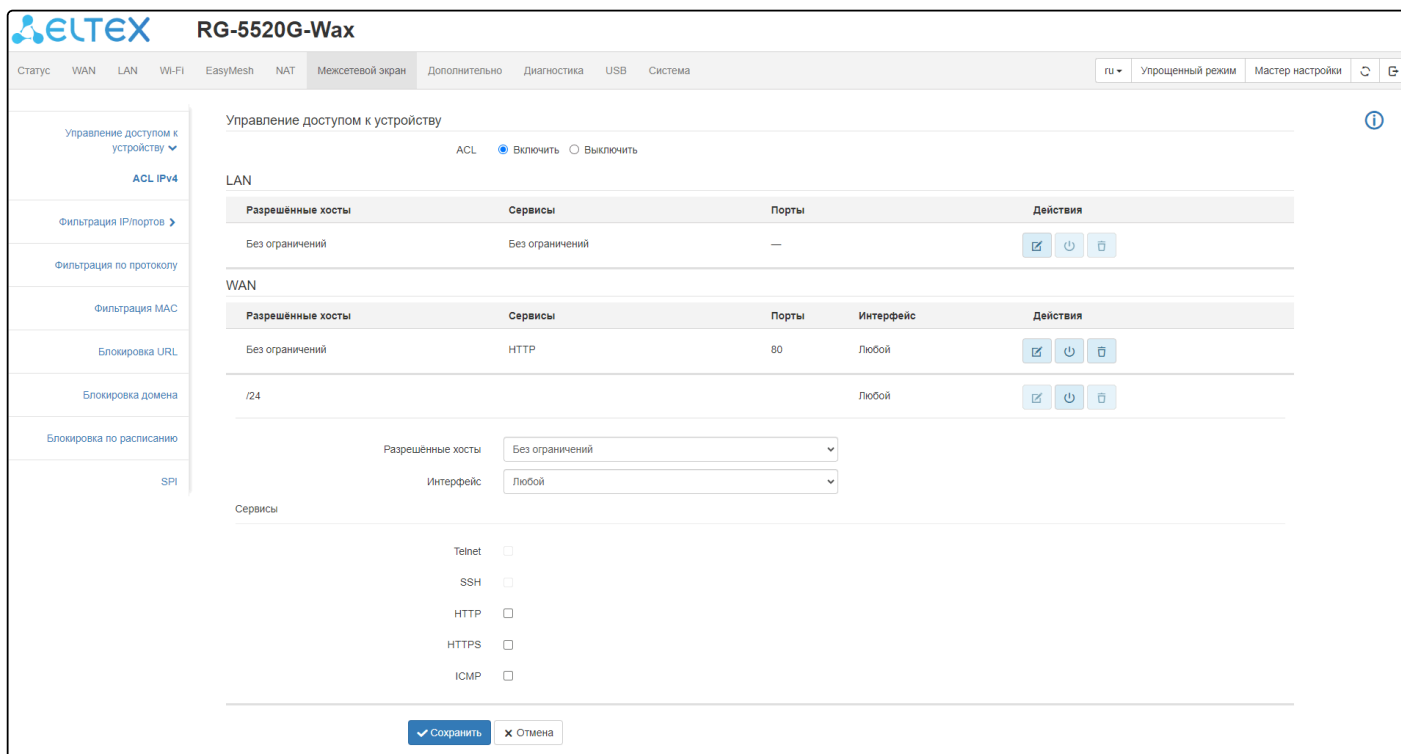 ELTEX RG-5520G-Wax
Статус WAN LAN Wi-Fi EasyMesh NAT Межсетевой экран Дополнительно Диагностика USB Система ru Упрощенный режим Мастер настройки
Управление доступом к устройству
ACL IPv4
Фильтрация IP/портов
Фильтрация по протоколу
Фильтрация MAC
Блокировка URL
Блокировка домена
Блокировка по расписанию
SPI
Управление доступом к устройству
ACL Включить Выключить
LAN
Разрешённые хосты Сервисы Порты Действия
Без ограничений Без ограничений —
WAN
Разрешённые хосты Сервисы Порты Интерфейс Действия
Без ограничений HTTP 80 Любой
/24 Любой
Разрешённые хосты Без ограничений
Интерфейс Любой
Сервисы
Telnet
SSH
HTTP
HTTPS
ICMP
Сохранить Отмена